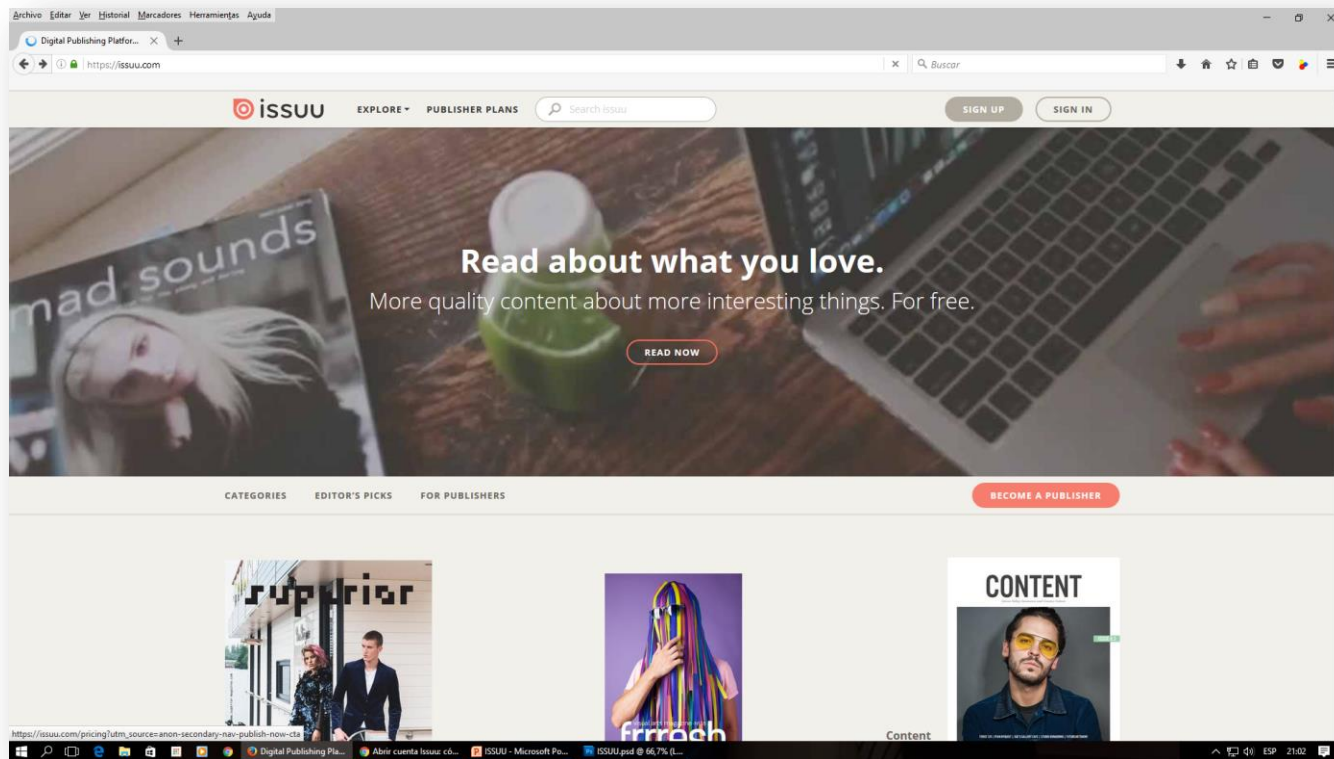 Archivo Editar Ver Historial Marcadores Herramientas Ayuda
Digital Publishing Platfor...
https://issuu.com
Buscar
issuu
EXPLORE
PUBLISHER PLANS
Search issuu
SIGN UP
SIGN IN
mad sounds
Read about what you love.
More quality content about more interesting things. For free.
READ NOW
CATEGORIES
EDITOR'S PICKS
FOR PUBLISHERS
BECOME A PUBLISHER
superior
CONTENT
frrresh
Content
https://issuu.com/pricing?utm_source=anon-secondary-nav-publish-now-cta
Digital Publishing Pla...
Abrir cuenta Issuu: có...
ISSUU - Microsoft Po...
ISSUU.psd @ 66,7% (L...
ESP
21:02